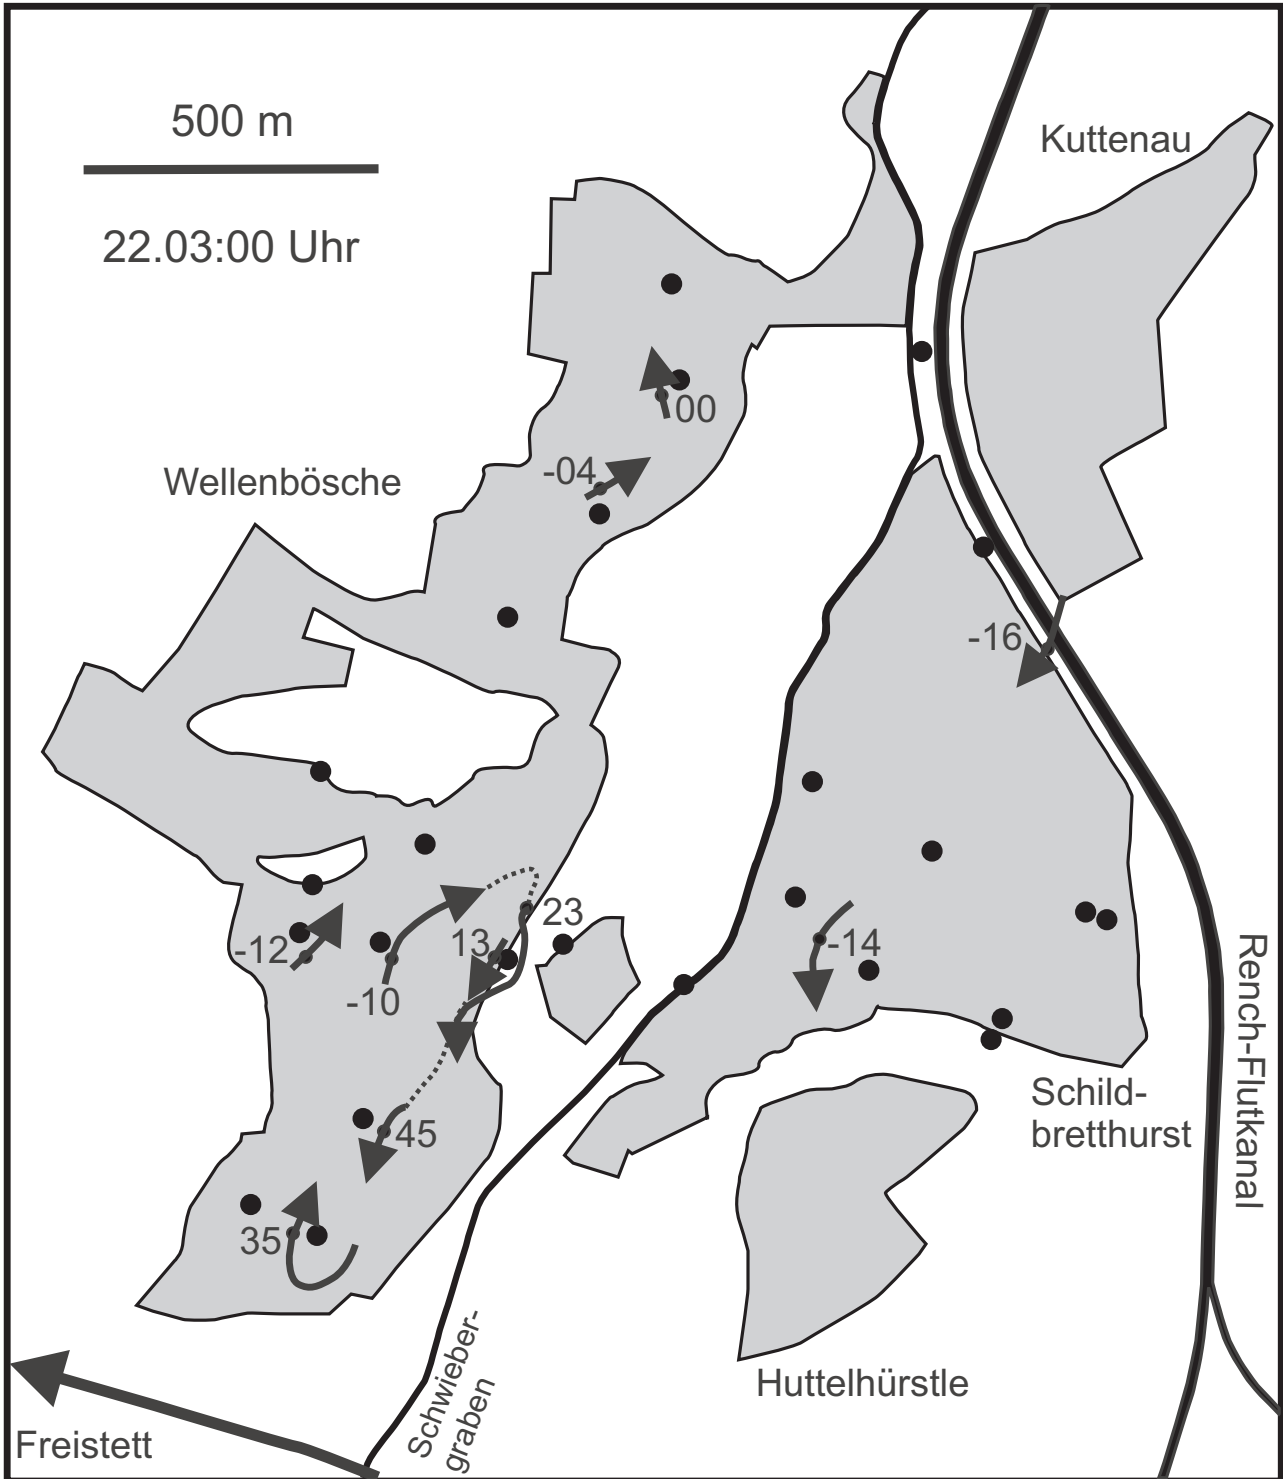 500 m
Kuttenau
22.03:00 Uhr
00
-04
Wellenbösche
-16
23
13
-12
-14
-10
Rench-Flutkanal
Schild-
bretthurst
45
35
Schwieber-
graben
Huttelhürstle
Freistett